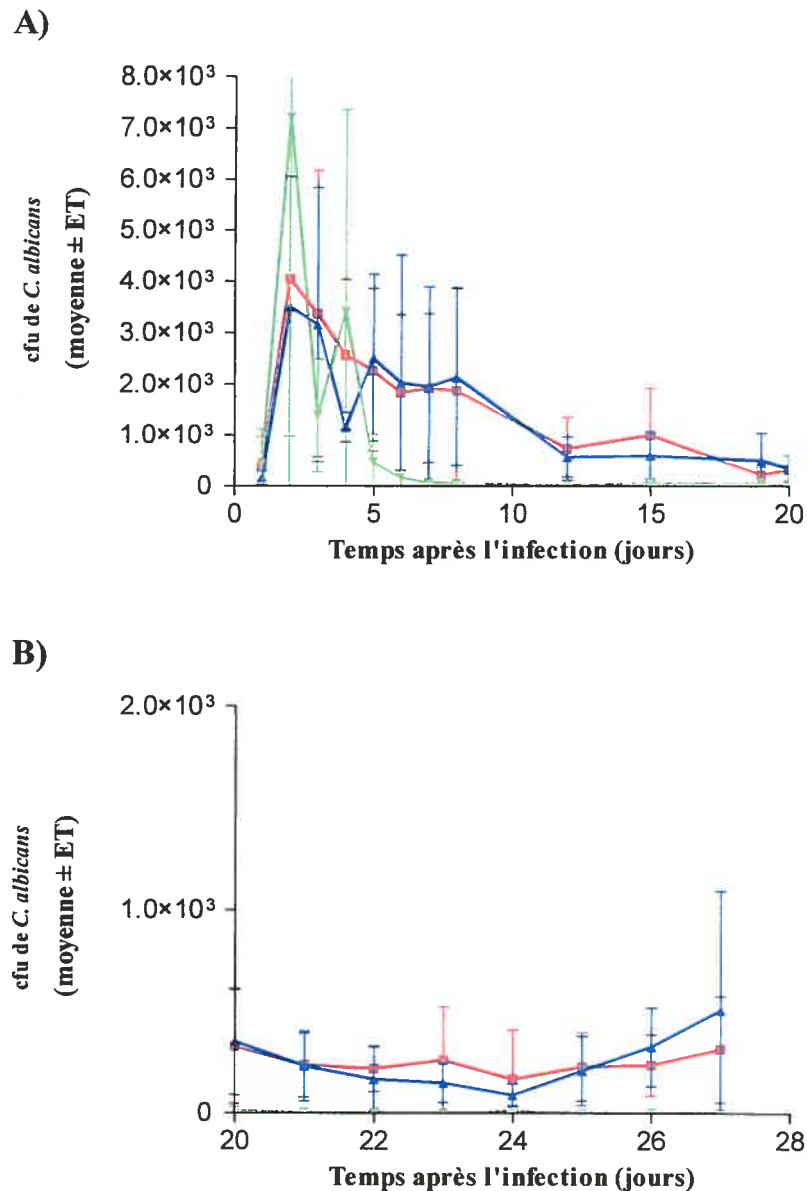 A)
8.0×10³
7.0×10³
6.0×10³
5.0×10³
4.0×10³
3.0×10³
2.0×10³
1.0×10³
0
cfu de C. albicans
(moyenne ± ET)
0 5 10 15 20
Temps après l'infection (jours)
B)
2.0×10³
1.0×10³
0
cfu de C. albicans
(moyenne ± ET)
20 22 24 26 28
Temps après l'infection (jours)